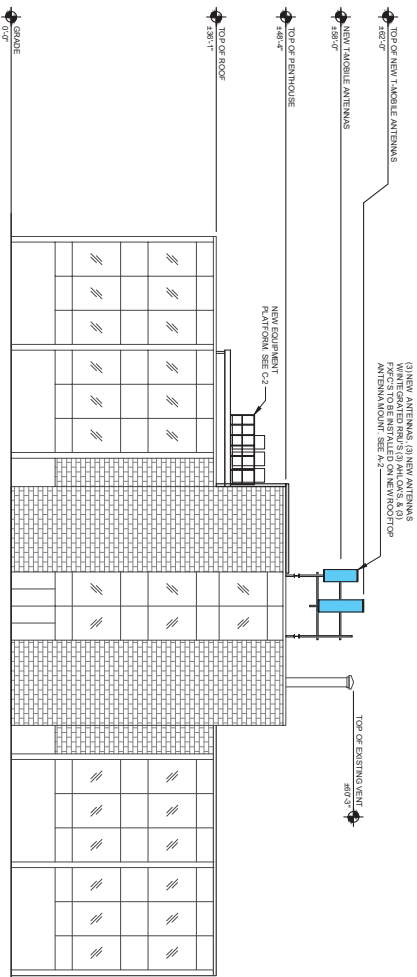 TOP OF NEW T-MOBILE ANTENNAS
±62'-0"
NEW T-MOBILE ANTENNAS
±58'-0"
TOP OF PENTHOUSE
±48'-4"
TOP OF ROOF
±36'-1"
GRADE
0'-0"
(3) NEW ANTENNAS, (3) NEW ANTENNAS
W/INTEGRATED RRU'S (3) AHLOA'S, & (3)
FXFC'S TO BE INSTALLED ON NEW ROOFTOP
ANTENNA MOUNT. SEE A-2
NEW EQUIPMENT
PLATFORM. SEE C-2
TOP OF EXISTING VENT
±60'-3"